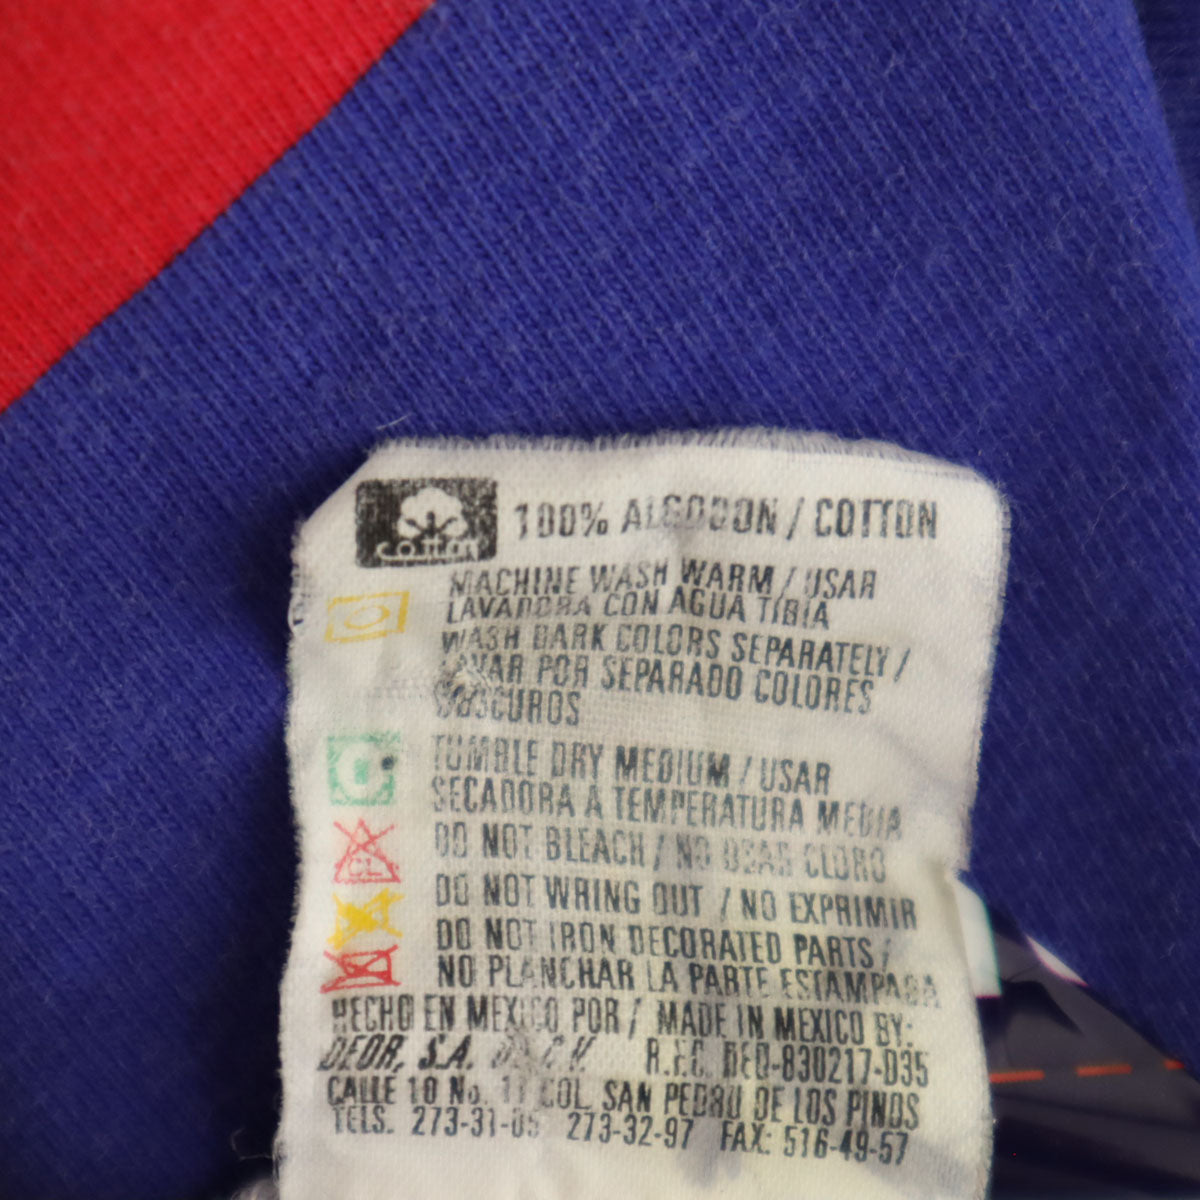 cotton
100% ALGODON / COTTON
MACHINE WASH WARM / USAR
LAVADORA CON AGUA TIBIA
WASH DARK COLORS SEPARATELY /
LAVAR POR SEPARADO COLORES
OBSCUROS
TUMBLE DRY MEDIUM / USAR
SECADORA A TEMPERATURA MEDIA
CL
DO NOT BLEACH / NO USAR CLORO
DO NOT WRING OUT / NO EXPRIMIR
DO NOT IRON DECORATED PARTS /
NO PLANCHAR LA PARTE ESTAMPADA
HECHO EN MEXICO POR / MADE IN MEXICO BY:
DEOR, S.A. DE C.V. R.F.C. DEO-830217-D35
CALLE 10 No. 11 COL. SAN PEDRO DE LOS PINOS
TELS. 273-31-05 273-32-97 FAX: 516-49-57